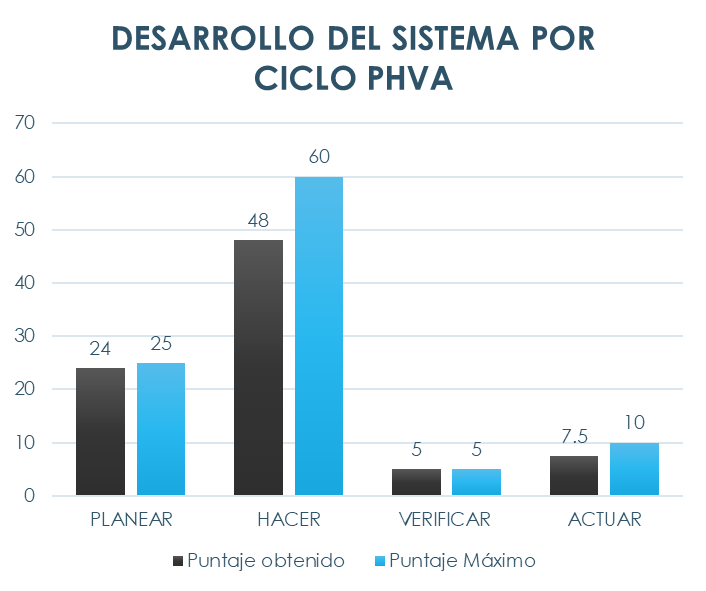 DESARROLLO DEL SISTEMA POR
CICLO PHVA
70
60
50
40
30
20
10
0
24
25
48
60
5
5
7.5
10
PLANEAR
HACER
VERIFICAR
ACTUAR
Puntaje obtenido
Puntaje Máximo